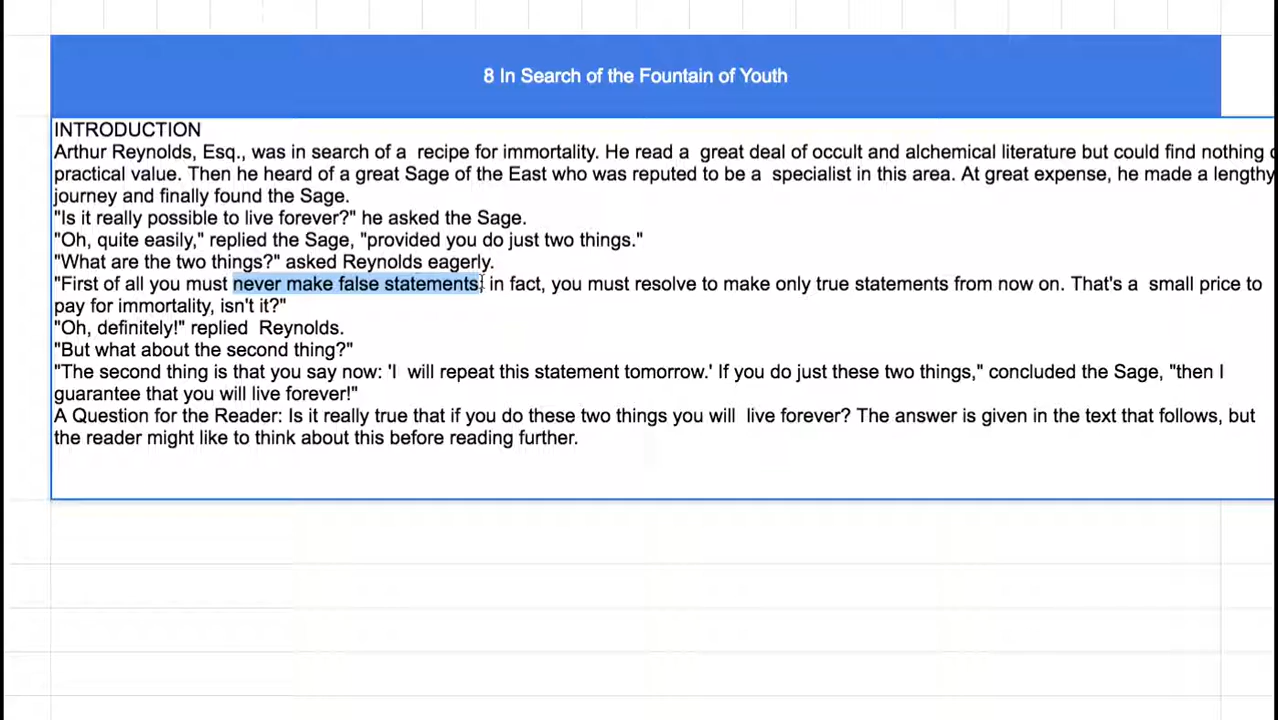 8 In Search of the Fountain of Youth
INTRODUCTION
Arthur Reynolds, Esq., was in search of a  recipe for immortality. He read a  great deal of occult and alchemical literature but could find nothing
practical value. Then he heard of a great Sage of the East who was reputed to be a  specialist in this area. At great expense, he made a lengthy
journey and finally found the Sage.
"Is it really possible to live forever?" he asked the Sage.
"Oh, quite easily," replied the Sage, "provided you do just two things."
"What are the two things?" asked Reynolds eagerly.
"First of all you must never make false statements; in fact, you must resolve to make only true statements from now on. That's a  small price to
pay for immortality, isn't it?"
"Oh, definitely!" replied  Reynolds.
"But what about the second thing?"
"The second thing is that you say now: 'I  will repeat this statement tomorrow.' If you do just these two things," concluded the Sage, "then I
guarantee that you will live forever!"
A Question for the Reader: Is it really true that if you do these two things you will  live forever? The answer is given in the text that follows, but
the reader might like to think about this before reading further.